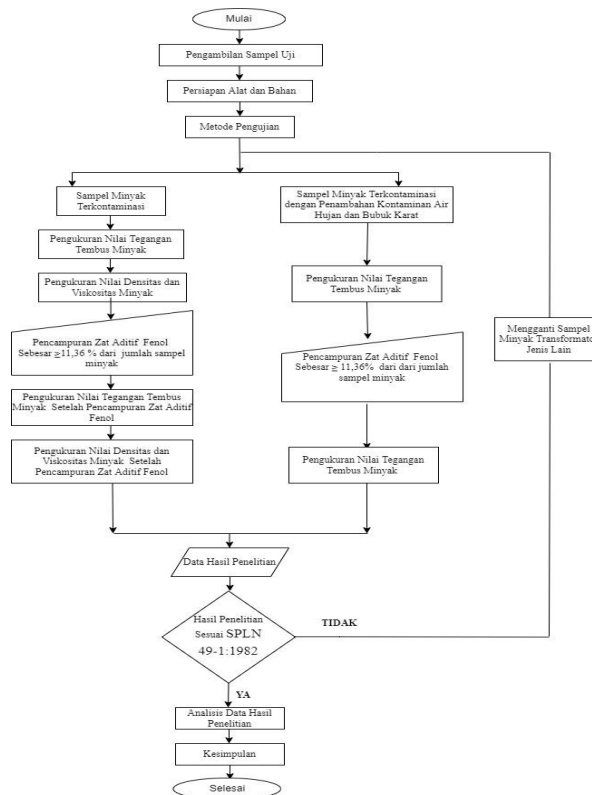 Mulai
Pengambilan Sampel Uji
Persiapan Alat dan Bahan
Metode Pengujian
Sampel Minyak
Terkontaminasi
Pengukuran Nilai Tegangan
Tembus Minyak
Pengukuran Nilai Densitas dan
Viskositas Minyak
Pencampuran Zat Aditif Fenol
Sebesar ≥11,36 % dari jumlah sampel
minyak
Pengukuran Nilai Tegangan Tembus
Minyak Setelah Pencampuran Zat Aditif
Fenol
Pengukuran Nilai Densitas dan
Viskositas Minyak Setelah
Pencampuran Zat Aditif Fenol
Sampel Minyak Terkontaminasi
dengan Penambahan Kontaminan Air
Hujan dan Bubuk Karat
Pengukuran Nilai Tegangan
Tembus Minyak
Pencampuran Zat Aditif Fenol
Sebesar ≥ 11,36% dari dari jumlah
sampel minyak
Pengukuran Nilai Tegangan
Tembus Minyak
Mengganti Sampel
Minyak Transformato
Jenis Lain
Data Hasil Penelitian
Hasil Penelitian
Sesuai SPLN
49-1:1982
TIDAK
YA
Analisis Data Hasil
Penelitian
Kesimpulan
Selesai